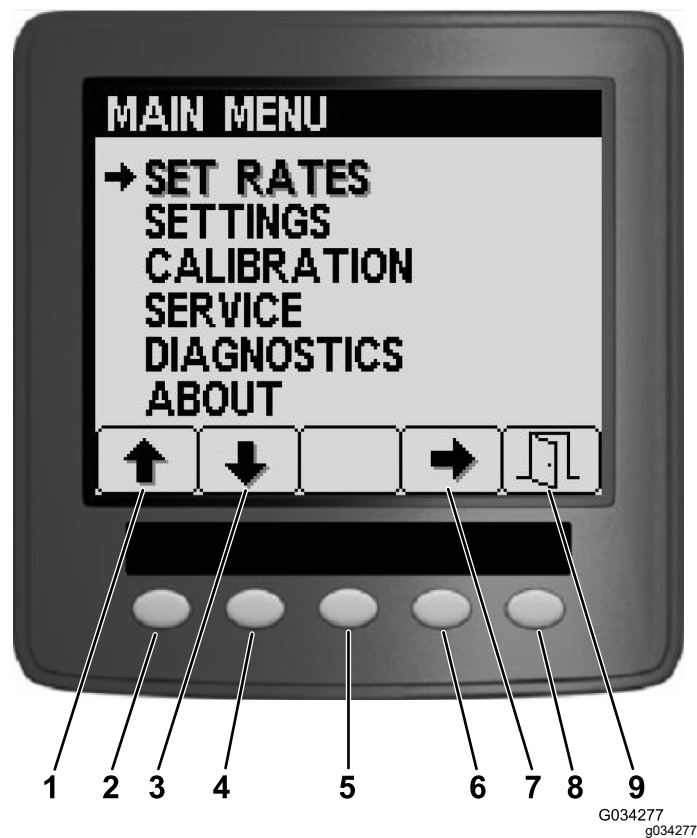 MAIN MENU
SET RATES
SETTINGS
CALIBRATION
SERVICE
DIAGNOSTICS
ABOUT
1 2 3 4 5 6 7 8 9
G034277
g034277